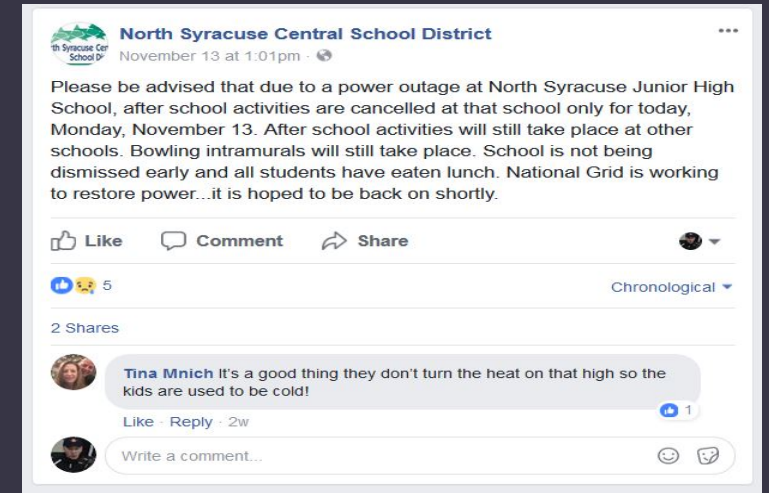 North Syracuse Central School District
th Syracuse Cen
School D
November 13 at 1:01pm ·
Please be advised that due to a power outage at North Syracuse Junior High
School, after school activities are cancelled at that school only for today,
Monday, November 13. After school activities will still take place at other
schools. Bowling intramurals will still take place. School is not being
dismissed early and all students have eaten lunch. National Grid is working
to restore power...it is hoped to be back on shortly.
Like Comment Share
5 Chronological
2 Shares
Tina Mnich It's a good thing they don't turn the heat on that high so the
kids are used to be cold!
1
Like · Reply · 2w
Write a comment...